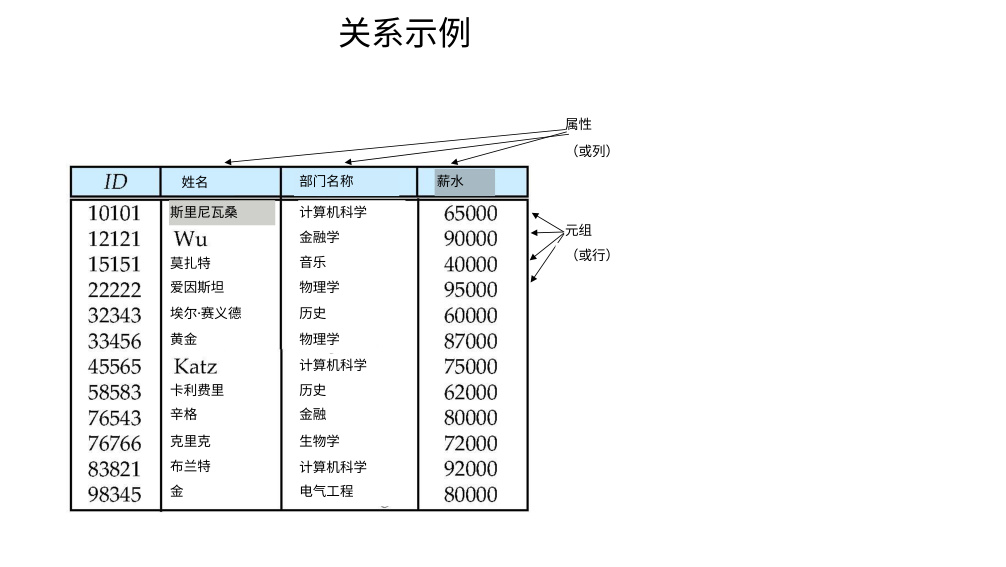 关系示例
属性
（或列）
ID 姓名 部门名称 薪水
10101 斯里尼瓦桑 计算机科学 65000
12121 Wu 金融学 90000
15151 莫扎特 音乐 40000
22222 爱因斯坦 物理学 95000
32343 埃尔·赛义德 历史 60000
33456 黄金 物理学 87000
45565 Katz 计算机科学 75000
58583 卡利费里 历史 62000
76543 辛格 金融 80000
76766 克里克 生物学 72000
83821 布兰特 计算机科学 92000
98345 金 电气工程 80000
元组
（或行）